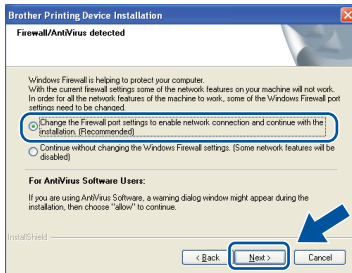 Brother Printing Device Installation
Firewall/AntiVirus detected
Windows Firewall is helping to protect your computer.
With the current firewall settings some of the network features on your machine will not work.
In order for all the network features of the machine to work, some of the Windows Firewall port
settings need to be changed.
Change the Firewall port settings to enable network connection and continue with the
installation. (Recommended)
Continue without changing the Windows Firewall settings. (Some network features will be
disabled)
For AntiVirus Software Users:
If you are using AntiVirus Software, a warning dialog window might appear during the
installation, then choose "allow" to continue.
InstallShield
< Back
Next >
Cancel